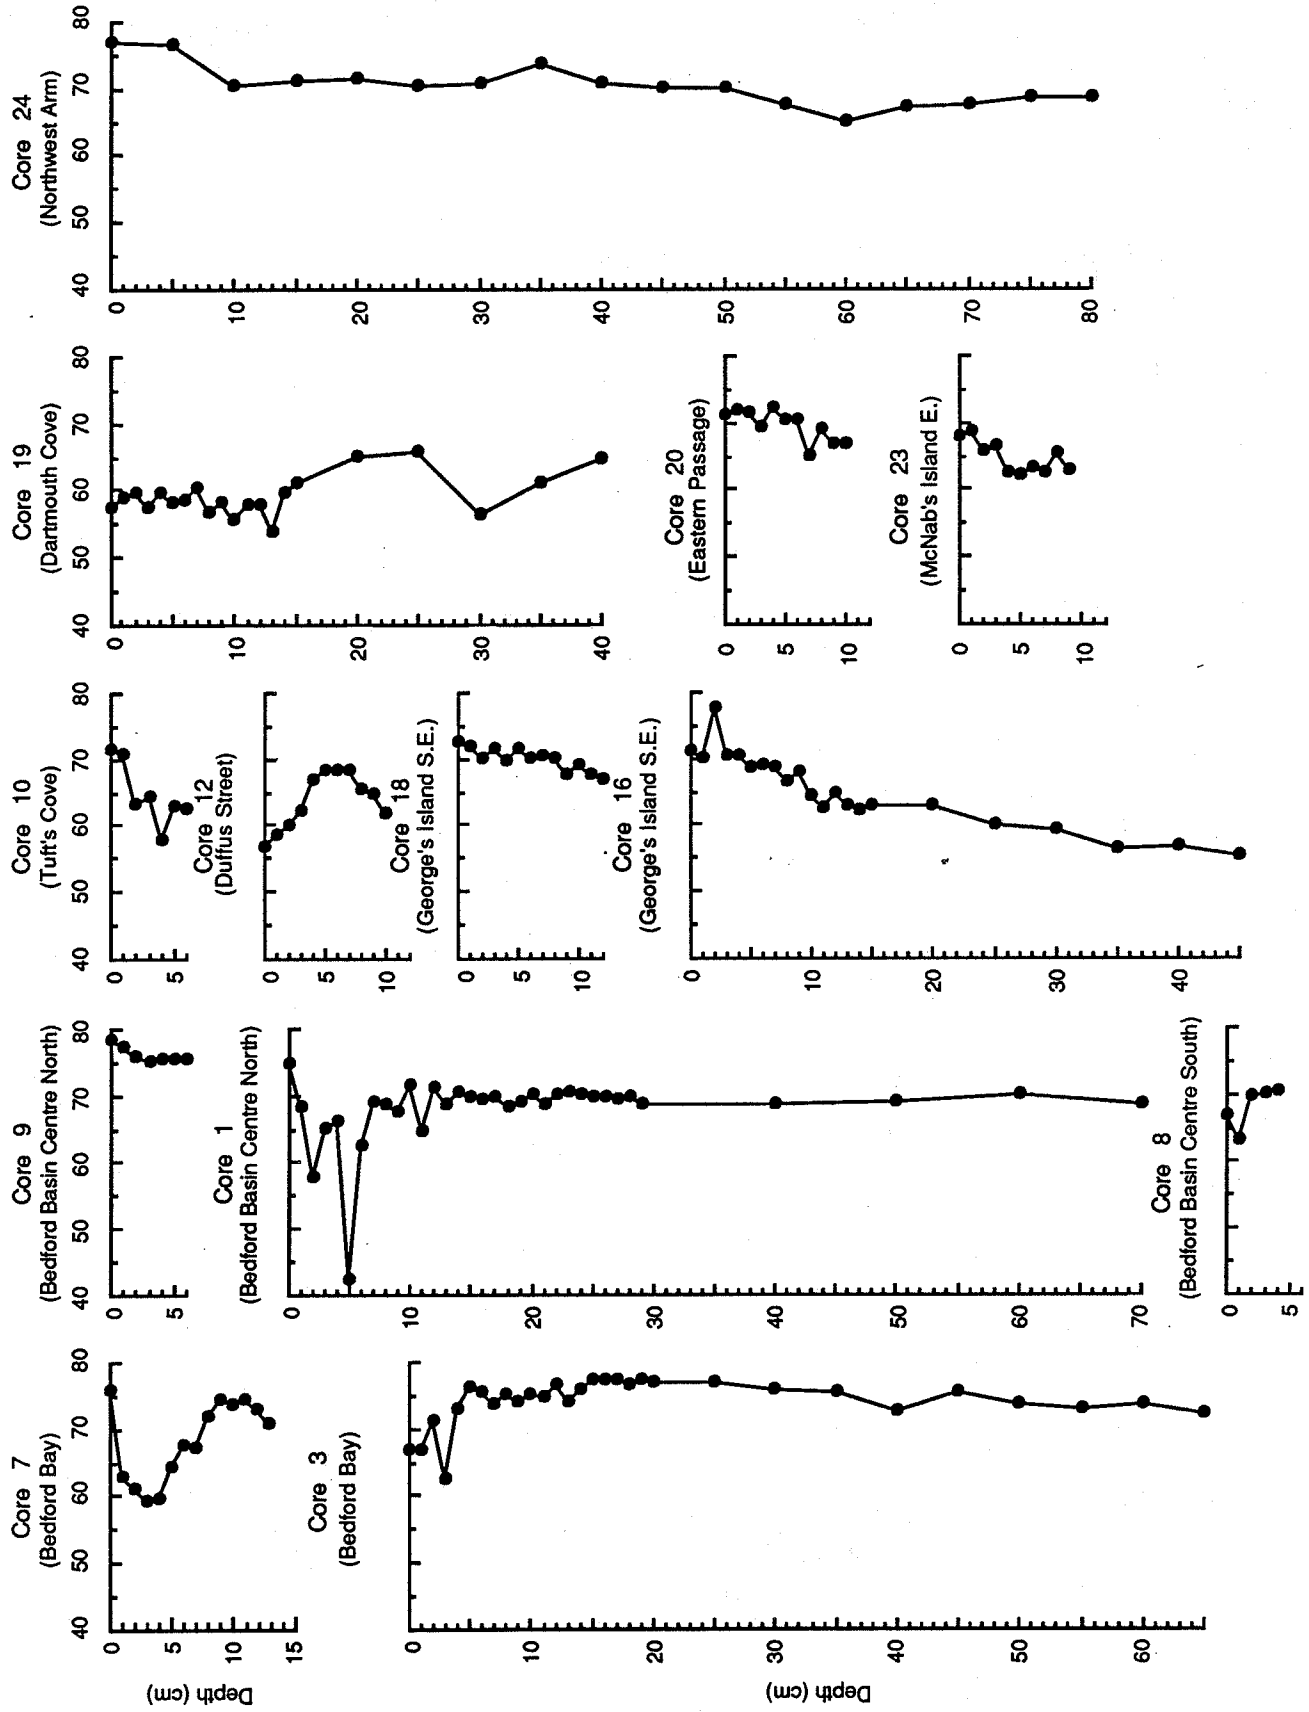 Core 7
(Bedford Bay)
40 50 60 70 80
0
5
10
15
Depth (cm)
Core 3
(Bedford Bay)
0
10
20
30
40
50
60
Depth (cm)
Core 9
(Bedford Basin Centre North)
40 50 60 70 80
0
5
Core 1
(Bedford Basin Centre North)
0
10
20
30
40
50
60
70
Core 8
(Bedford Basin Centre South)
0
5
Core 10
(Tuft's Cove)
40 50 60 70 80
0
5
Core 12
(Duffus Street)
0
5
10
Core 18
(George's Island S.E.)
0
5
10
Core 16
(George's Island S.E.)
0
10
20
30
40
Core 19
(Dartmouth Cove)
40 50 60 70 80
0
10
20
30
40
Core 20
(Eastern Passage)
0
5
10
Core 23
(McNab's Island E.)
0
5
10
Core 24
(Northwest Arm)
40 50 60 70 80
0
10
20
30
40
50
60
70
80